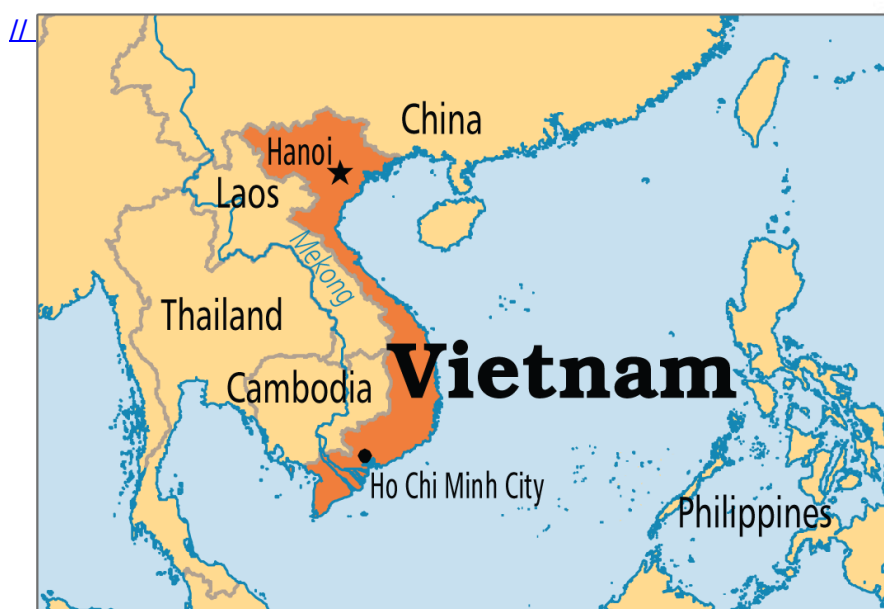 //
China
Hanoi
Laos
Mekong
Thailand
Vietnam
Cambodia
Ho Chi Minh City
Philippines